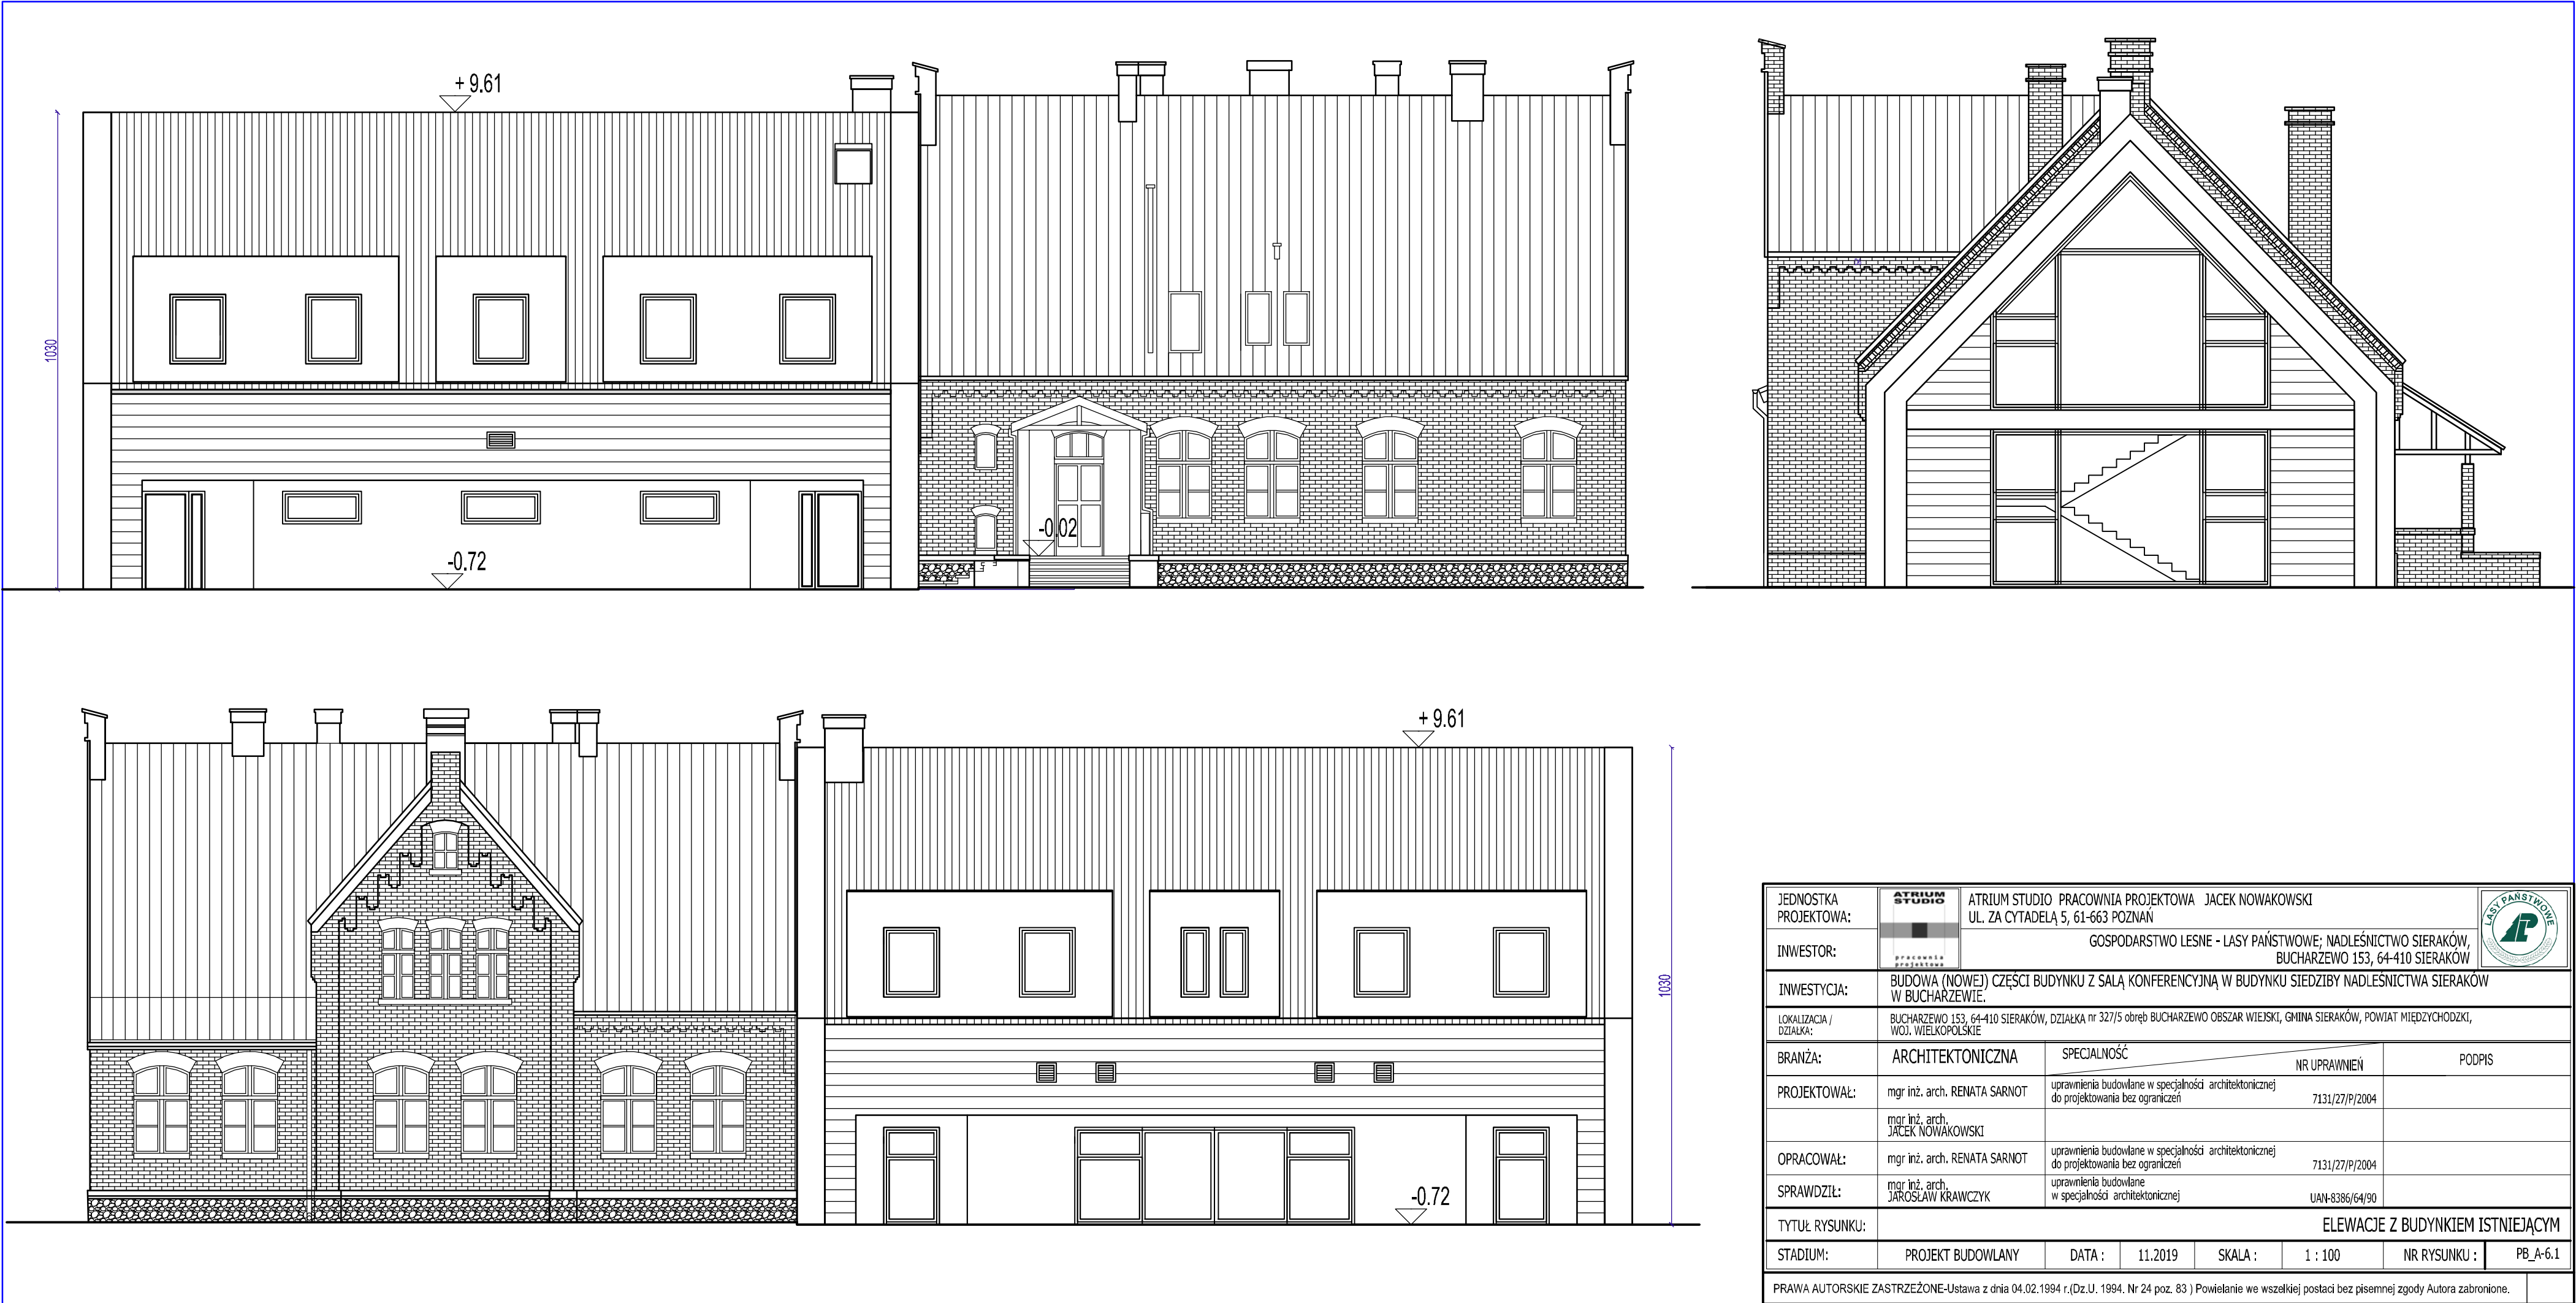 + 9.61
1030
-0.72
-0.02
+ 9.61
1030
-0.72
JEDNOSTKA
PROJEKTOWA:
ATRIUM
STUDIO
pracownia
projektowa
ATRIUM STUDIO PRACOWNIA PROJEKTOWA JACEK NOWAKOWSKI
UL. ZA CYTADELĄ 5, 61-663 POZNAŃ
LASY PAŃSTWOWE
INWESTOR:
GOSPODARSTWO LESNE - LASY PAŃSTWOWE; NADLEŚNICTWO SIERAKÓW,
BUCHARZEWO 153, 64-410 SIERAKÓW
INWESTYCJA:
BUDOWA (NOWEJ) CZĘŚCI BUDYNKU Z SALĄ KONFERENCYJNĄ W BUDYNKU SIEDZIBY NADLEŚNICTWA SIERAKÓW
W BUCHARZEWIE.
LOKALIZACJA /
DZIAŁKA:
BUCHARZEWO 153, 64-410 SIERAKÓW, DZIAŁKA nr 327/5 obręb BUCHARZEWO OBSZAR WIEJSKI, GMINA SIERAKÓW, POWIAT MIĘDZYCHODZKI,
WOJ. WIELKOPOLSKIE
BRANŻA:
ARCHITEKTONICZNA
SPECJALNOŚĆ
NR UPRAWNIEŃ
PODPIS
PROJEKTOWAŁ:
mgr inż. arch. RENATA SARNOT
uprawnienia budowlane w specjalności architektonicznej
do projektowania bez ograniczeń
7131/27/P/2004
mgr inż. arch.
JACEK NOWAKOWSKI
OPRACOWAŁ:
mgr inż. arch. RENATA SARNOT
uprawnienia budowlane w specjalności architektonicznej
do projektowania bez ograniczeń
7131/27/P/2004
SPRAWDZIŁ:
mgr inż. arch.
JAROSŁAW KRAWCZYK
uprawnienia budowlane
w specjalności architektonicznej
UAN-8386/64/90
TYTUŁ RYSUNKU:
ELEWACJE Z BUDYNKIEM ISTNIEJĄCYM
STADIUM:
PROJEKT BUDOWLANY
DATA :
11.2019
SKALA :
1 : 100
NR RYSUNKU :
PB_A-6.1
PRAWA AUTORSKIE ZASTRZEŻONE-Ustawa z dnia 04.02.1994 r.(Dz.U. 1994. Nr 24 poz. 83 ) Powielanie we wszelkiej postaci bez pisemnej zgody Autora zabronione.